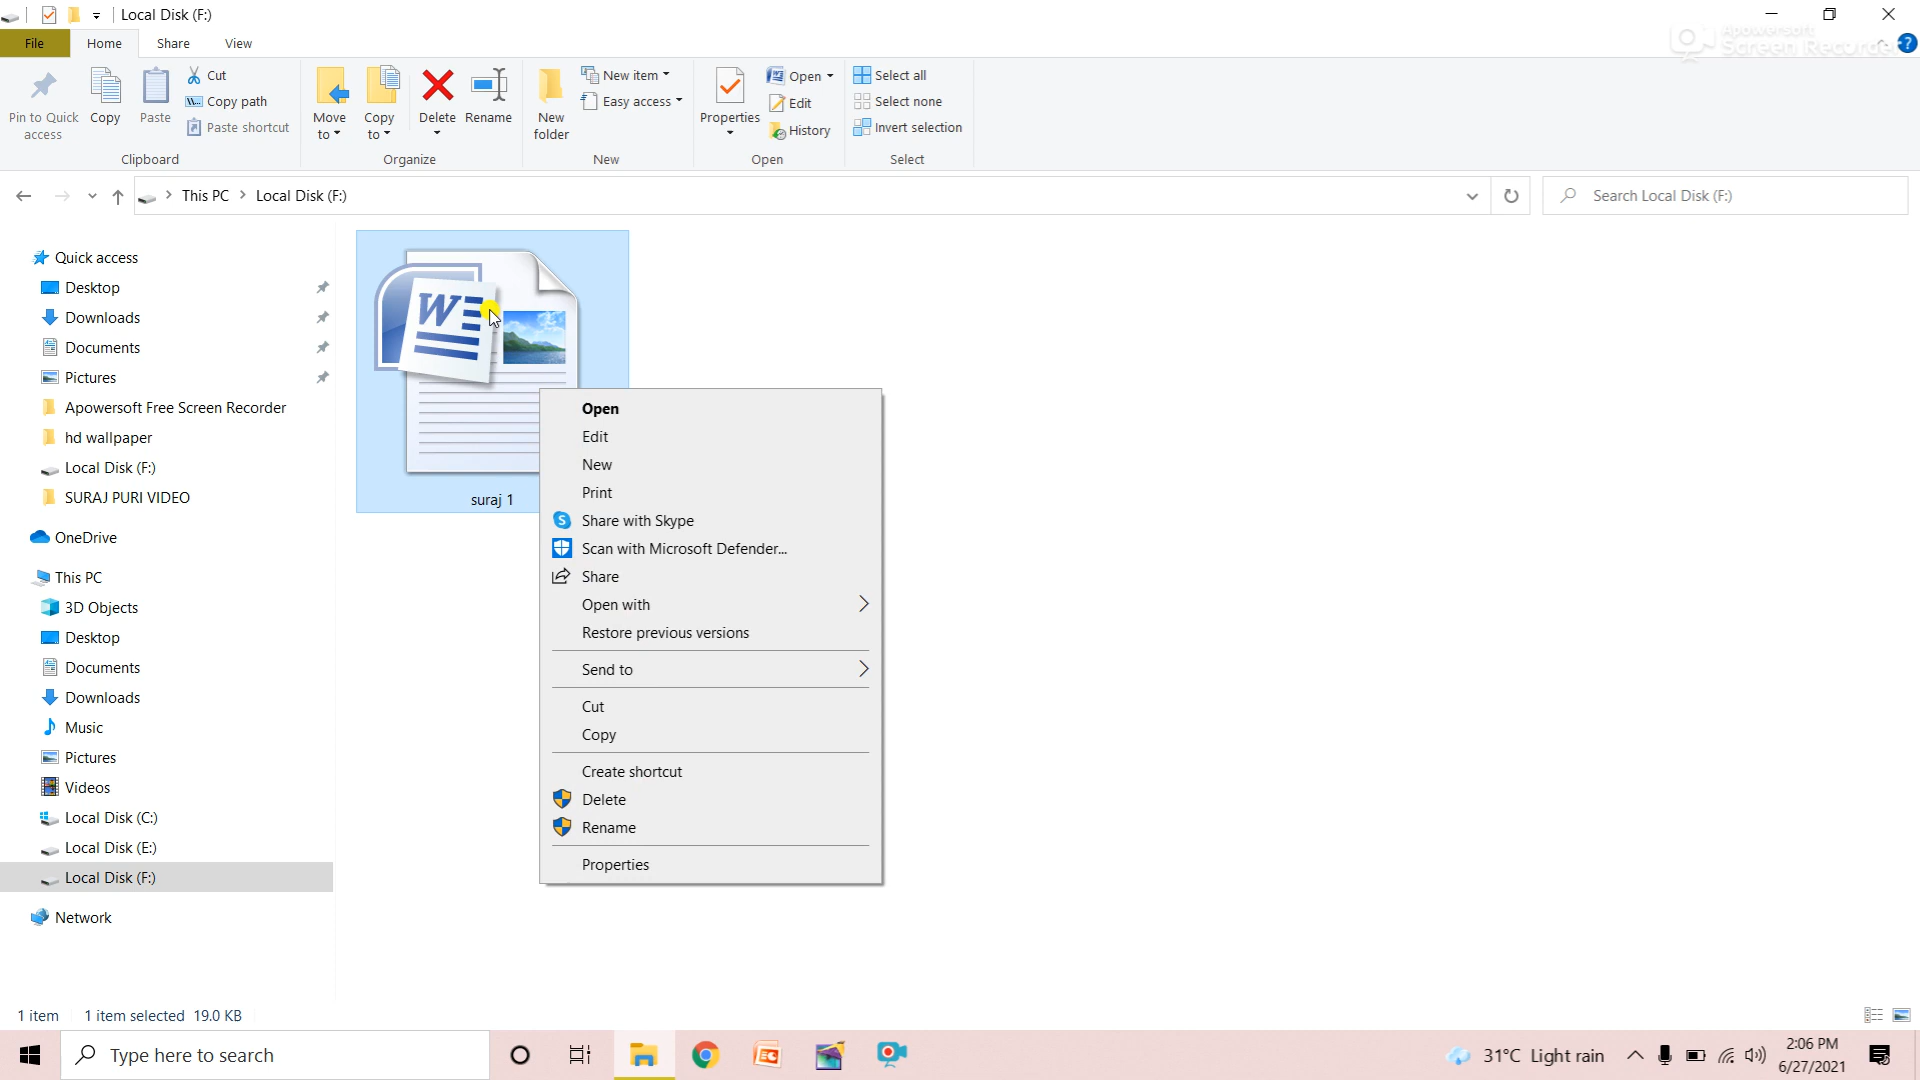 Local Disk (F:)
Apowersoft
Screen Recorder
File Home Share View
Pin to Quick access
Copy
Paste
Cut
Copy path
Paste shortcut
Move to
Copy to
Delete
Rename
New folder
New item
Easy access
Properties
Open
Edit
History
Select all
Select none
Invert selection
Clipboard Organize New Open Select
This PC Local Disk (F:)
Search Local Disk (F:)
Quick access
Desktop
Downloads
Documents
Pictures
Apowersoft Free Screen Recorder
hd wallpaper
Local Disk (F:)
SURAJ PURI VIDEO
OneDrive
This PC
3D Objects
Desktop
Documents
Downloads
Music
Pictures
Videos
Local Disk (C:)
Local Disk (E:)
Local Disk (F:)
Network
W
suraj 1
Open
Edit
New
Print
Share with Skype
Scan with Microsoft Defender...
Share
Open with
Restore previous versions
Send to
Cut
Copy
Create shortcut
Delete
Rename
Properties
1 item 1 item selected 19.0 KB
Type here to search
31°C Light rain
2:06 PM
6/27/2021